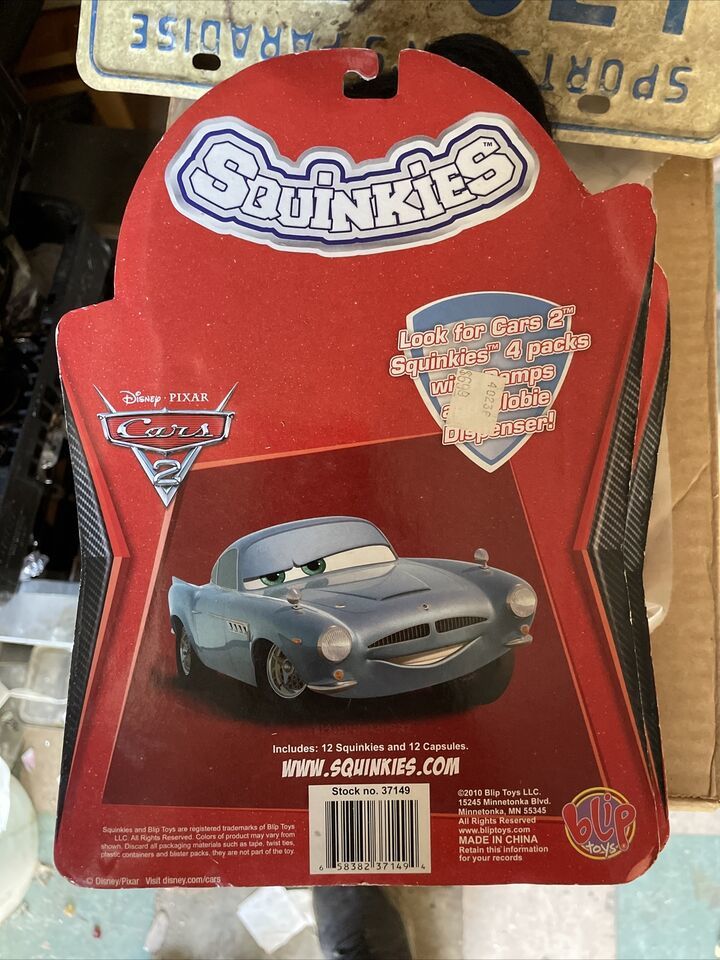 SPORTS PARADISE
SQUINKIES™
Look for Cars 2™
Squinkies™ 4 packs
Dispenser!
40236
Disney · PIXAR
Cars
2
Includes: 12 Squinkies and 12 Capsules.
WWW.SQUINKIES.COM
Stock no. 37149
6 58382 37149 4
Squinkies and Blip Toys are registered trademarks of Blip Toys
LLC. All Rights Reserved. Colors of product may vary from
shown. Discard all packaging materials such as tape, twist ties,
plastic containers and blister packs, they are not part of the toy.
©2010 Blip Toys LLC.
15245 Minnetonka Blvd.
Minnetonka, MN 55345
All Rights Reserved
www.bliptoys.com
MADE IN CHINA
Retain this information
for your records
blip
toys
© Disney/Pixar Visit disney.com/cars